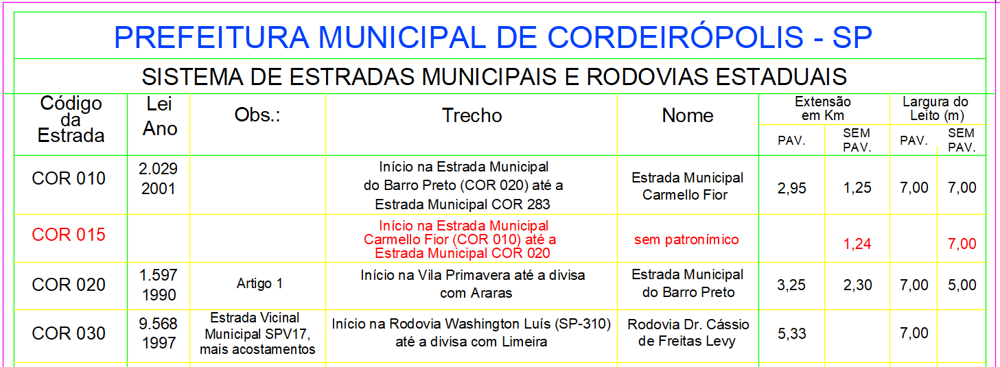 PREFEITURA MUNICIPAL DE CORDEIRÓPOLIS - SP
SISTEMA DE ESTRADAS MUNICIPAIS E RODOVIAS ESTADUAIS
Código
da
Estrada
Lei
Ano
Obs.:
Trecho
Nome
Extensão
em Km
PAV.
SEM
PAV.
Largura do
Leito (m)
PAV.
SEM
PAV.
COR 010
2.029
2001
Início na Estrada Municipal
do Barro Preto (COR 020) até a
Estrada Municipal COR 283
Estrada Municipal
Carmello Fior
2,95
1,25
7,00
7,00
COR 015
Início na Estrada Municipal
Carmello Fior (COR 010) até a
Estrada Municipal COR 020
sem patronímico
1,24
7,00
COR 020
1.597
1990
Artigo 1
Início na Vila Primavera até a divisa
com Araras
Estrada Municipal
do Barro Preto
3,25
2,30
7,00
5,00
COR 030
9.568
1997
Estrada Vicinal
Municipal SPV17,
mais acostamentos
Início na Rodovia Washington Luís (SP-310)
até a divisa com Limeira
Rodovia Dr. Cássio
de Freitas Levy
5,33
7,00